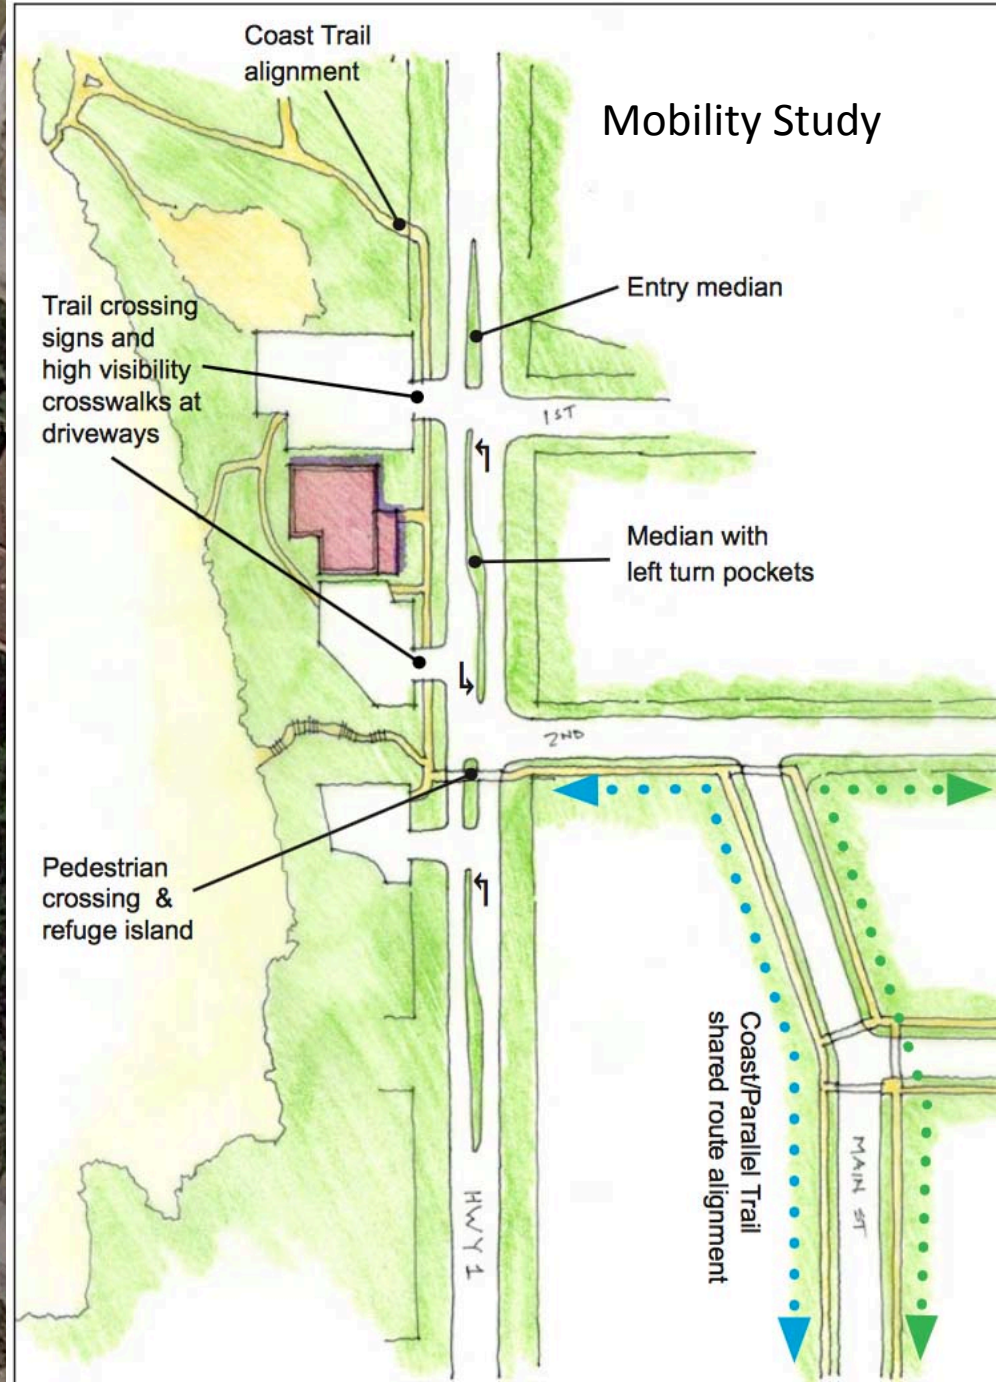 Coast Trail
alignment
Mobility Study
Entry median
Trail crossing
signs and
high visibility
crosswalks at
driveways
1ST
Median with
left turn pockets
2ND
Pedestrian
crossing &
refuge island
Coast/Parallel Trail
shared route alignment
MAIN ST
HWY 1